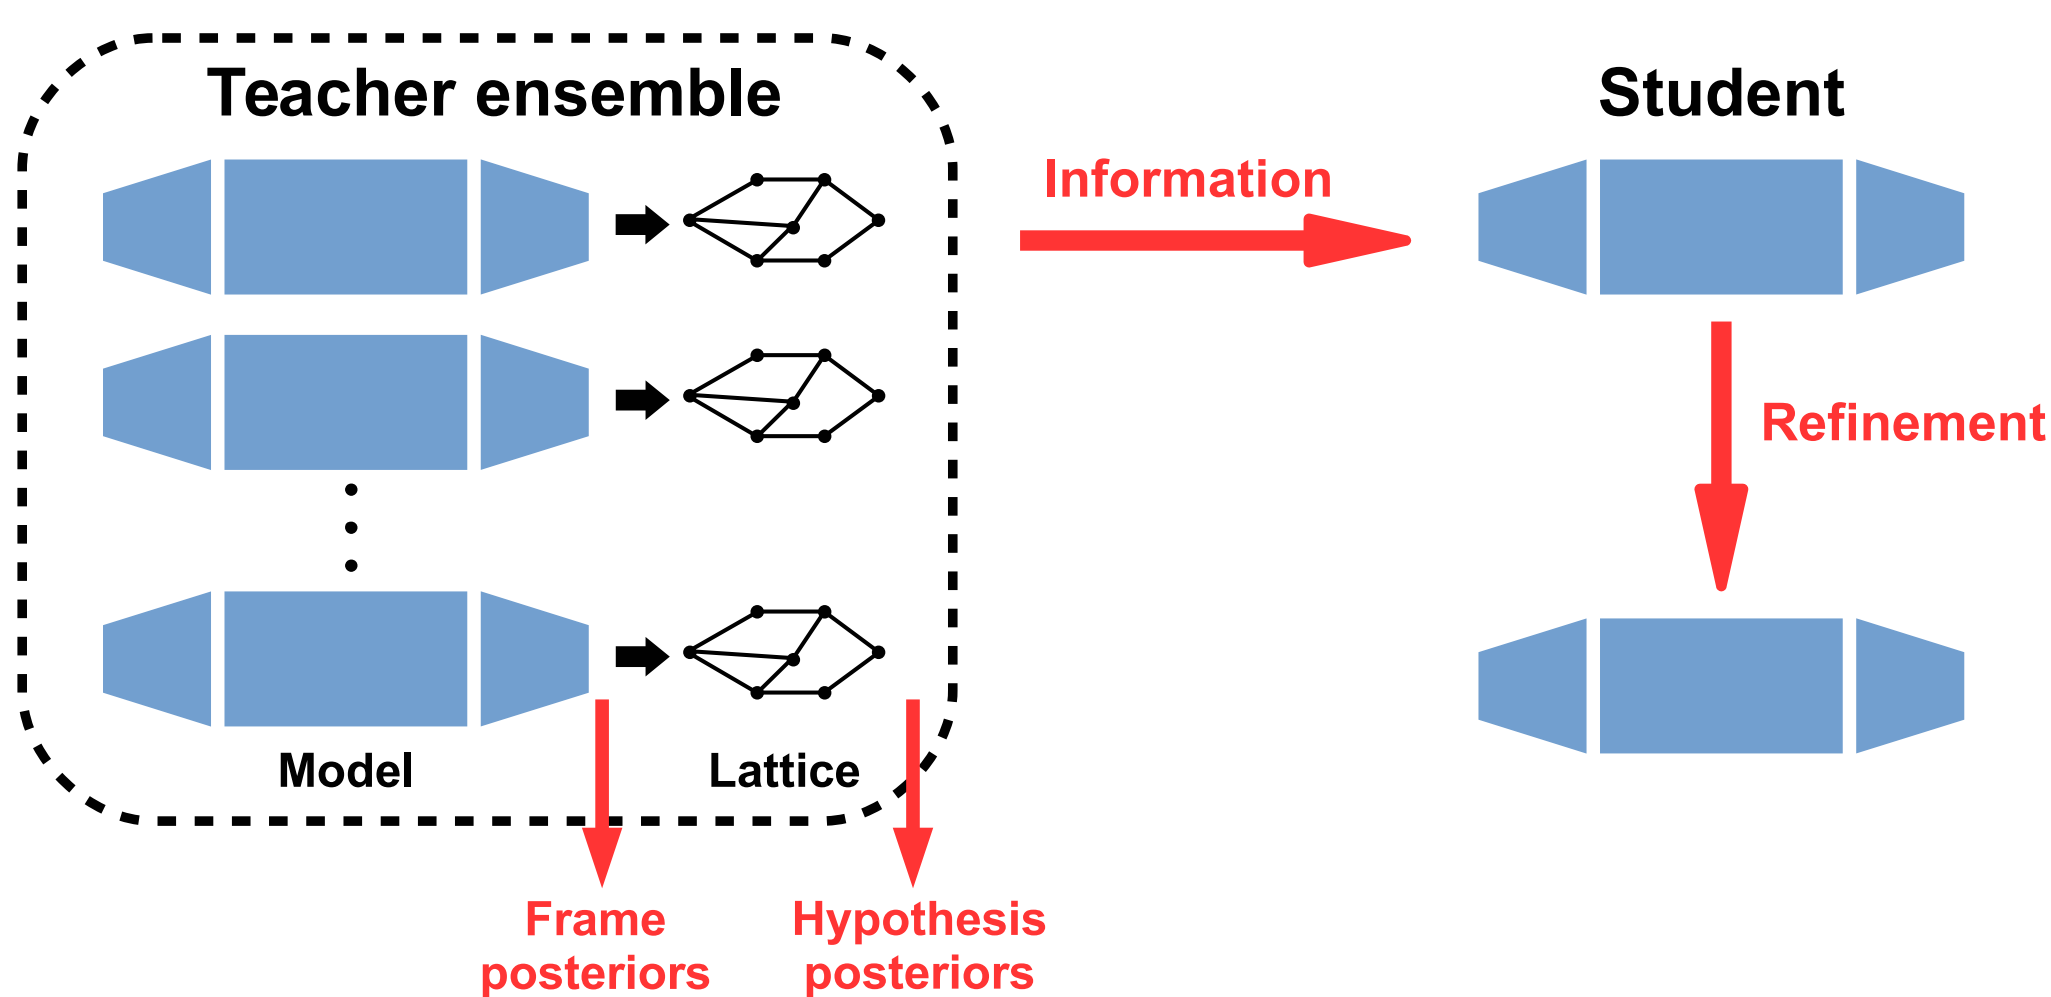 Teacher ensemble
Student
Information
Refinement
Model
Lattice
Frame
posteriors
Hypothesis
posteriors